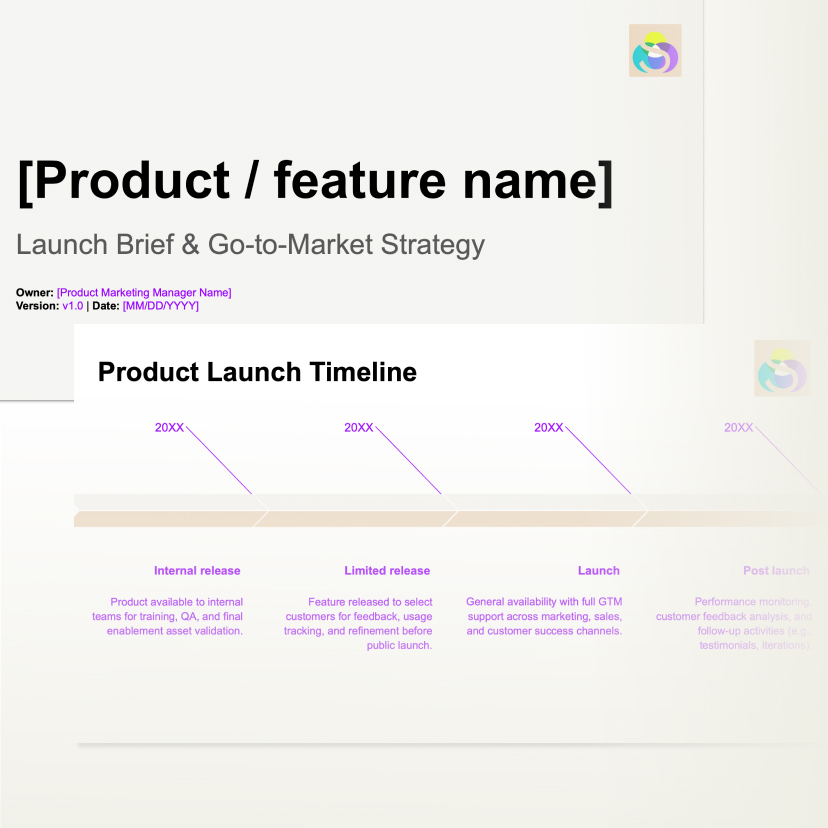 [Product / feature name]
Launch Brief & Go-to-Market Strategy
Owner: [Product Marketing Manager Name]
Version: v1.0 | Date: [MM/DD/YYYY]
Product Launch Timeline
20XX
20XX
20XX
20XX
Internal release
Product available to internal
teams for training, QA, and final
enablement asset validation.
Limited release
Feature released to select
customers for feedback, usage
tracking, and refinement before
public launch.
Launch
General availability with full GTM
support across marketing, sales,
and customer success channels.
Post launch
Performance monitoring,
customer feedback analysis, and
follow-up activities (e.g.,
testimonials, iterations)